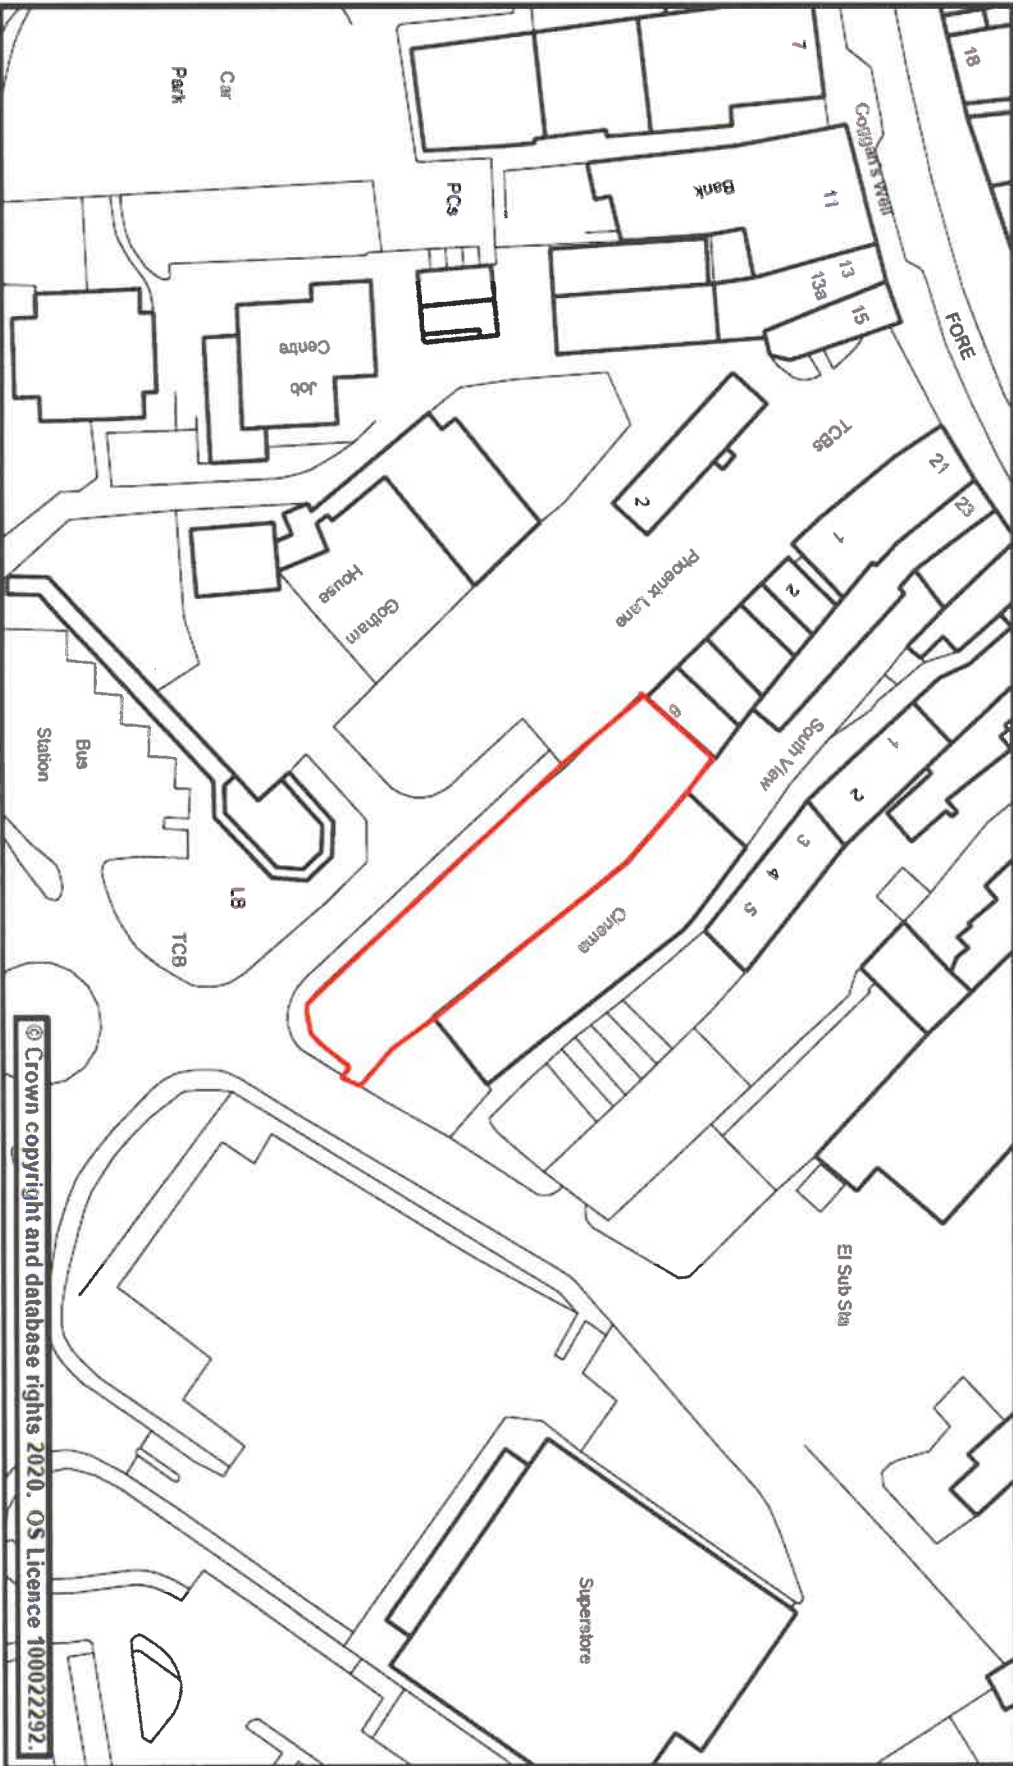 18
7
Coggan's Well
FORE
Car
Park
PCs
Bank
11
13
13a
15
Job
Centre
TCBs
21
23
2
1
2
Phoenix Lane
Gotham
House
6
South View
1
2
3
4
5
Cinema
Bus
Station
LB
TCB
El Sub Sta
Superstore
© Crown copyright and database rights 2020. OS Licence 100022292.